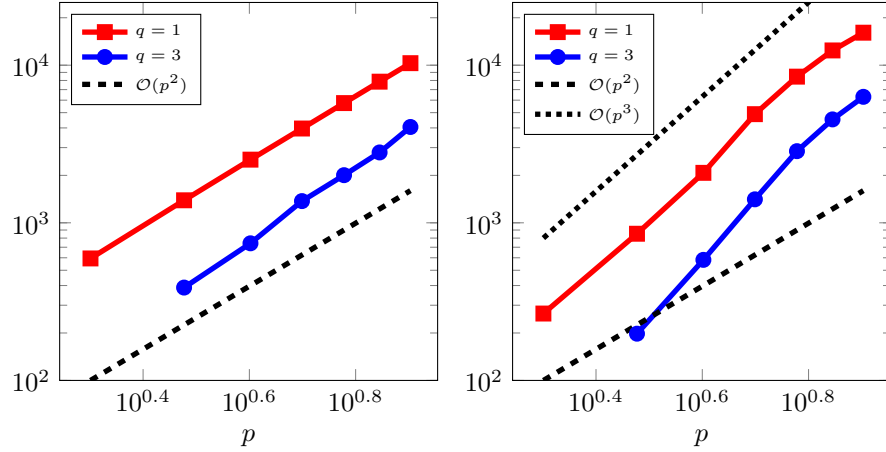 q = 1
q = 3
𝒪(p²)
10⁴
10³
10²
10^0.4
10^0.6
10^0.8
p
q = 1
q = 3
𝒪(p²)
𝒪(p³)
10⁴
10³
10²
10^0.4
10^0.6
10^0.8
p